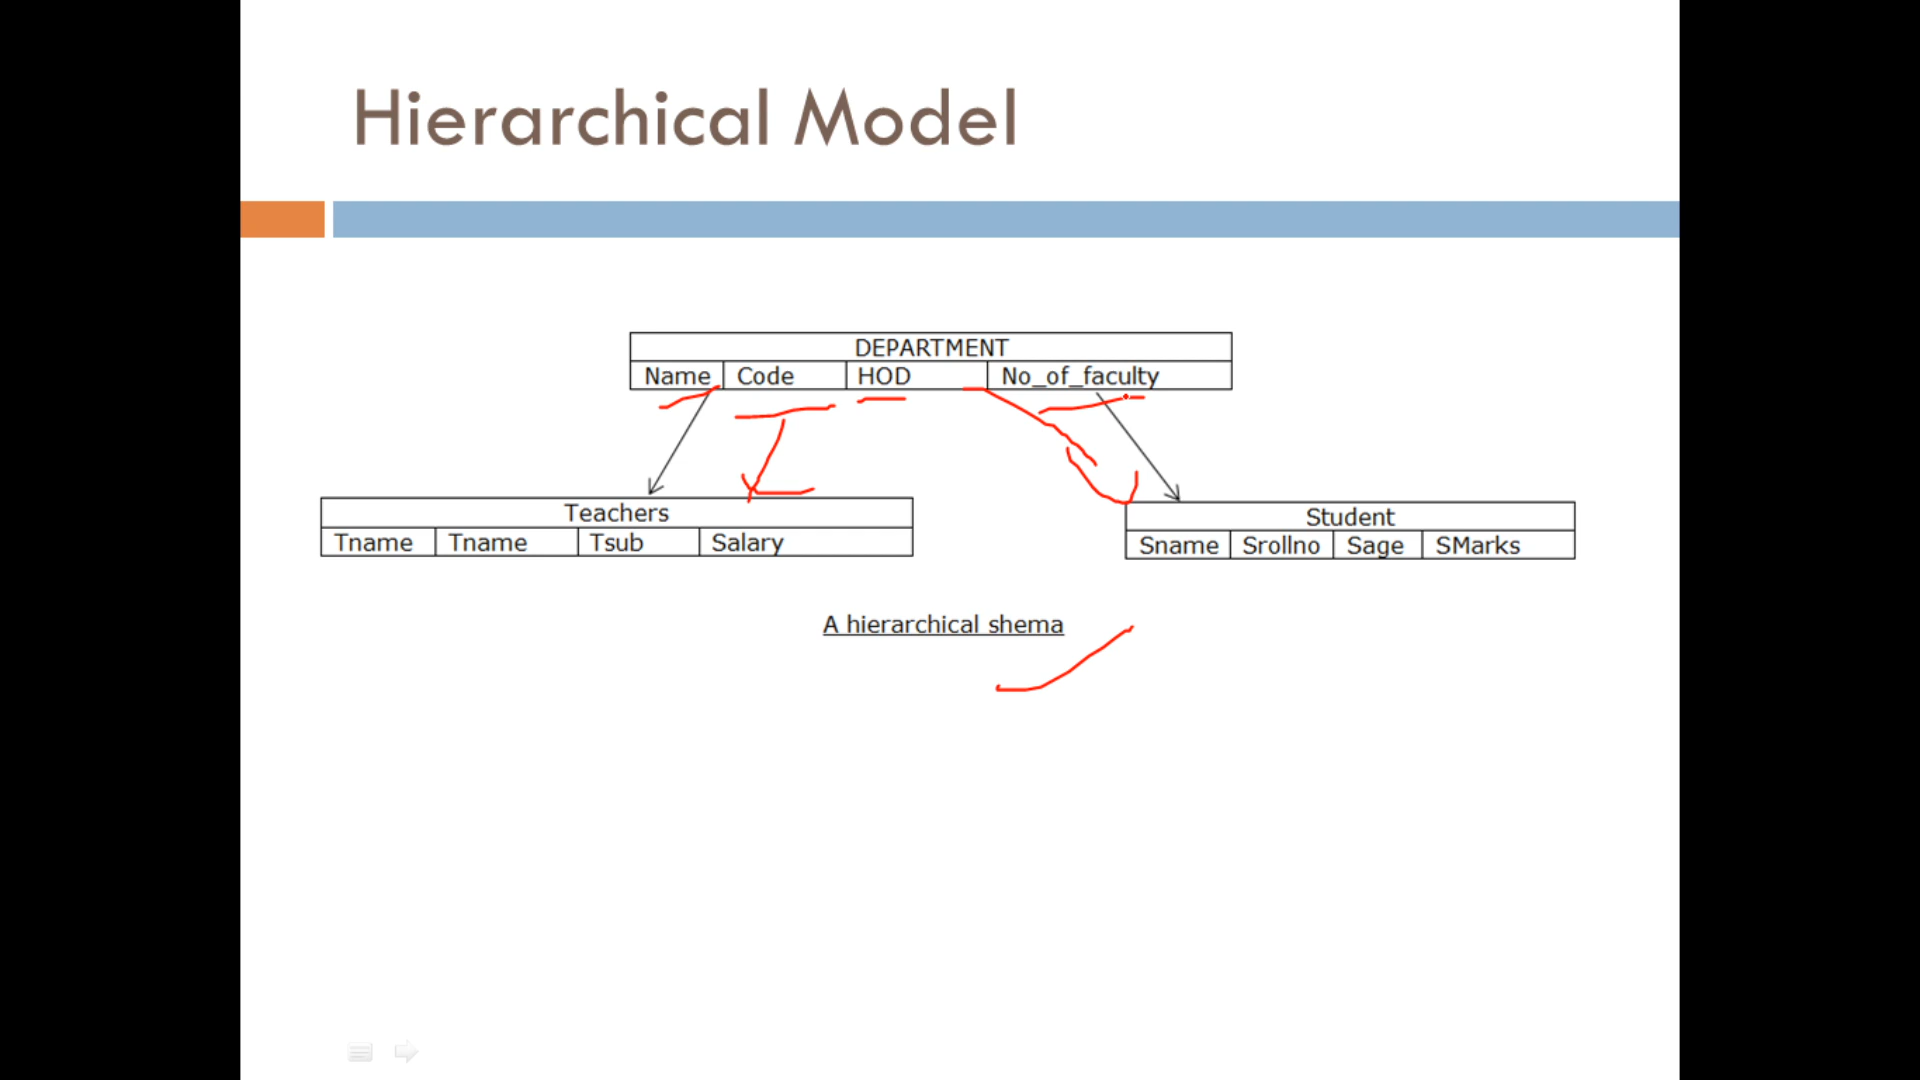 Hierarchical Model
DEPARTMENT
Name Code HOD No_of_faculty
Teachers
Tname Tname Tsub Salary
Student
Sname Srollno Sage SMarks
A hierarchical shema